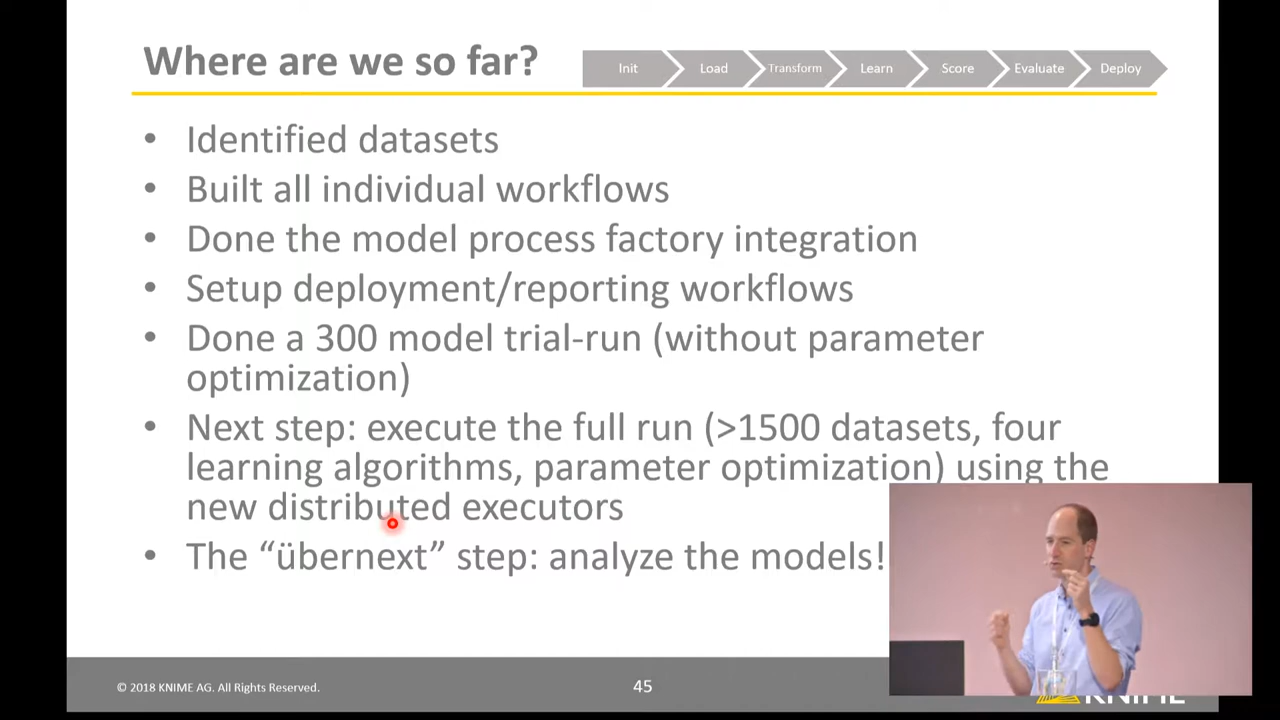 Where are we so far?
Init
Load
Transform
Learn
Score
Evaluate
Deploy
• Identified datasets
• Built all individual workflows
• Done the model process factory integration
• Setup deployment/reporting workflows
• Done a 300 model trial-run (without parameter
optimization)
• Next step: execute the full run (>1500 datasets, four
learning algorithms, parameter optimization) using the
new distributed executors
• The “übernext” step: analyze the models!
© 2018 KNIME AG. All Rights Reserved.
45
KNIME